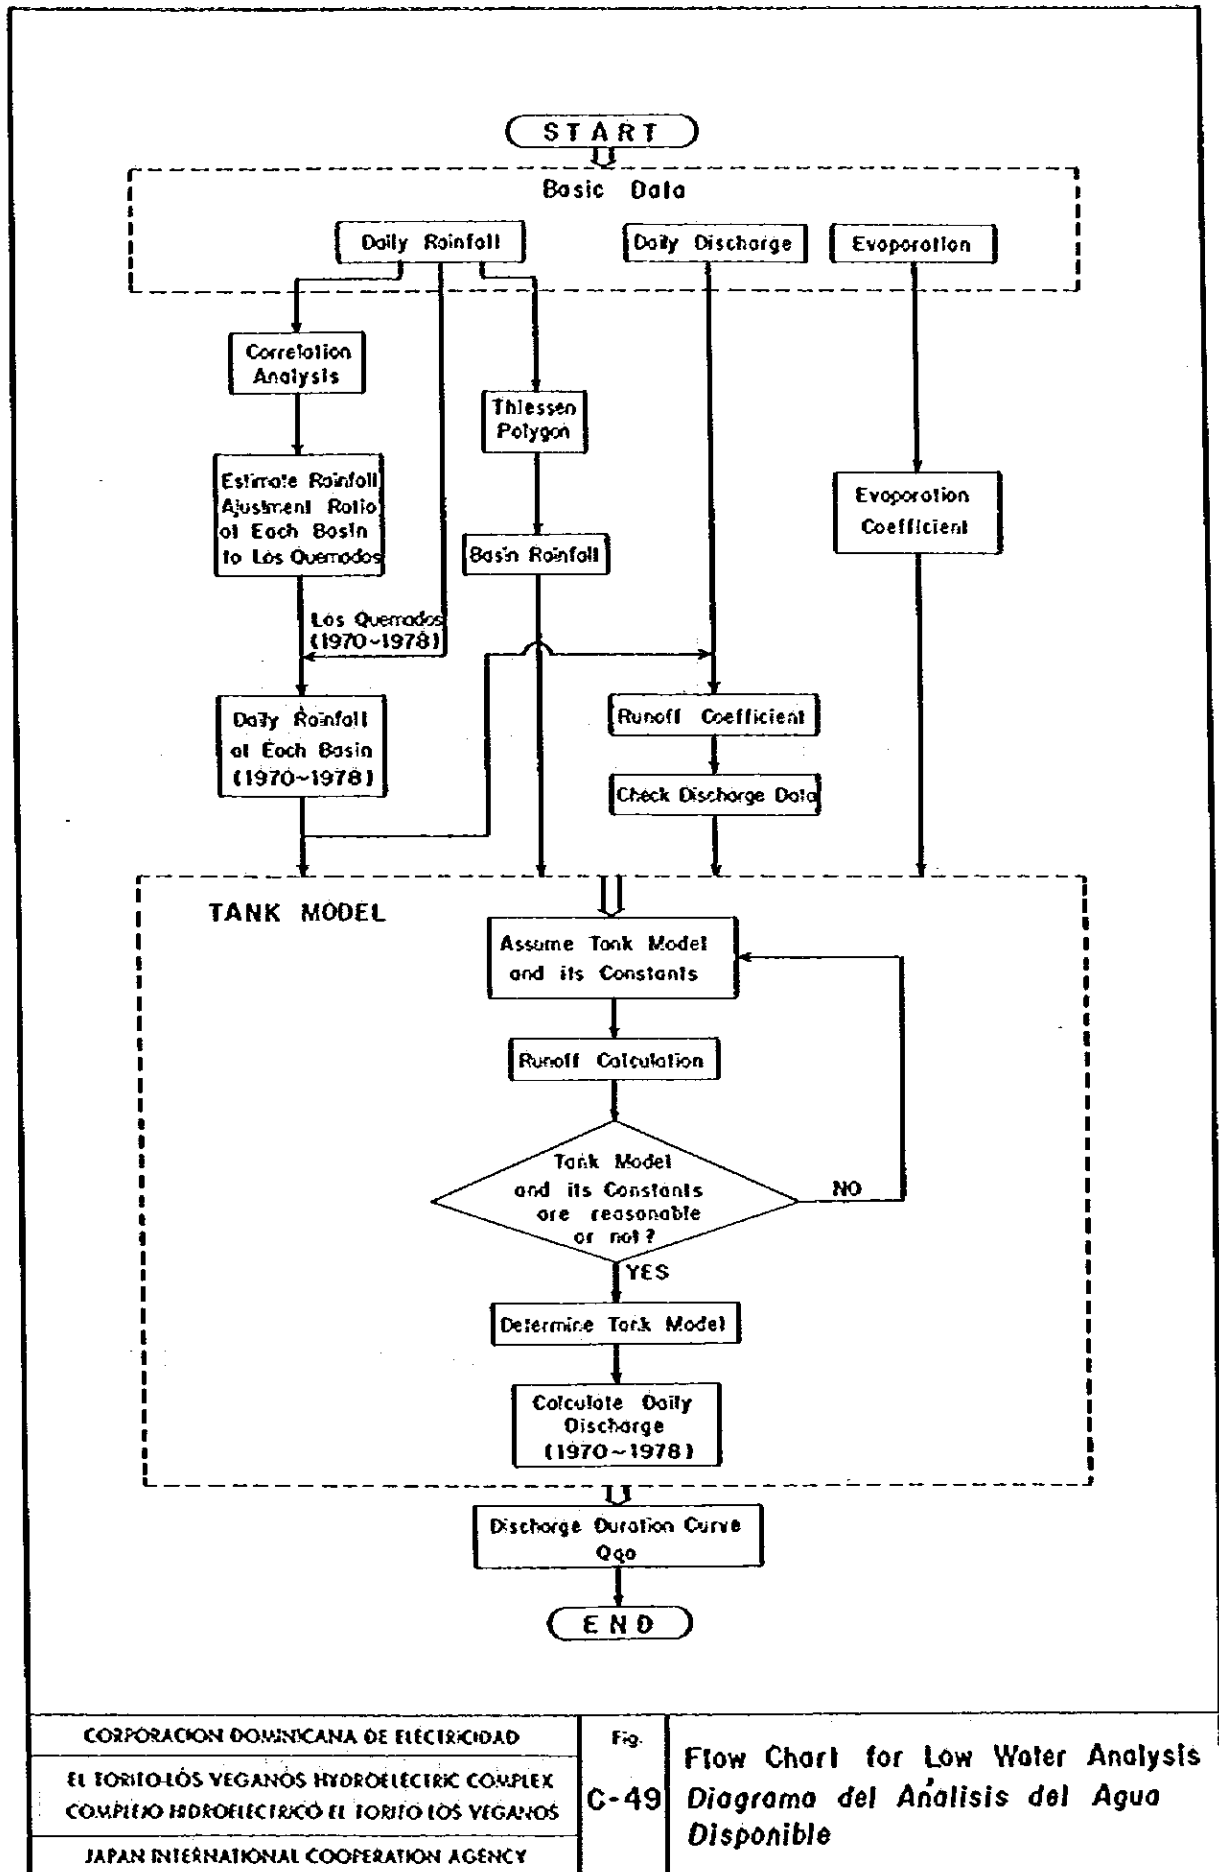 START
Basic Data
Daily Rainfall
Daily Discharge
Evaporation
Correlation
Analysis
Thiessen
Polygon
Estimate Rainfall
Ajustment Ratio
of Each Basin
to Los Quemados
Evaporation
Coefficient
Basin Rainfall
Los Quemados
(1970~1978)
Daily Rainfall
of Each Basin
(1970~1978)
Runoff Coefficient
Check Discharge Data
TANK MODEL
Assume Tank Model
and its Constants
Runoff Calculation
Tank Model
and its Constants
are reasonable
or not?
NO
YES
Determine Tank Model
Calculate Daily
Discharge
(1970~1978)
Discharge Duration Curve
END
CORPORACION DOMINICANA DE ELECTRICIDAD
EL TORITO-LOS VEGANOS HYDROELECTRIC COMPLEX
COMPLEJO HIDROELECTRICO EL TORITO LOS VEGANOS
JAPAN INTERNATIONAL COOPERATION AGENCY
Fig.
C-49
Flow Chart for Low Water Analysis
Diagrama del Análisis del Agua
Disponible